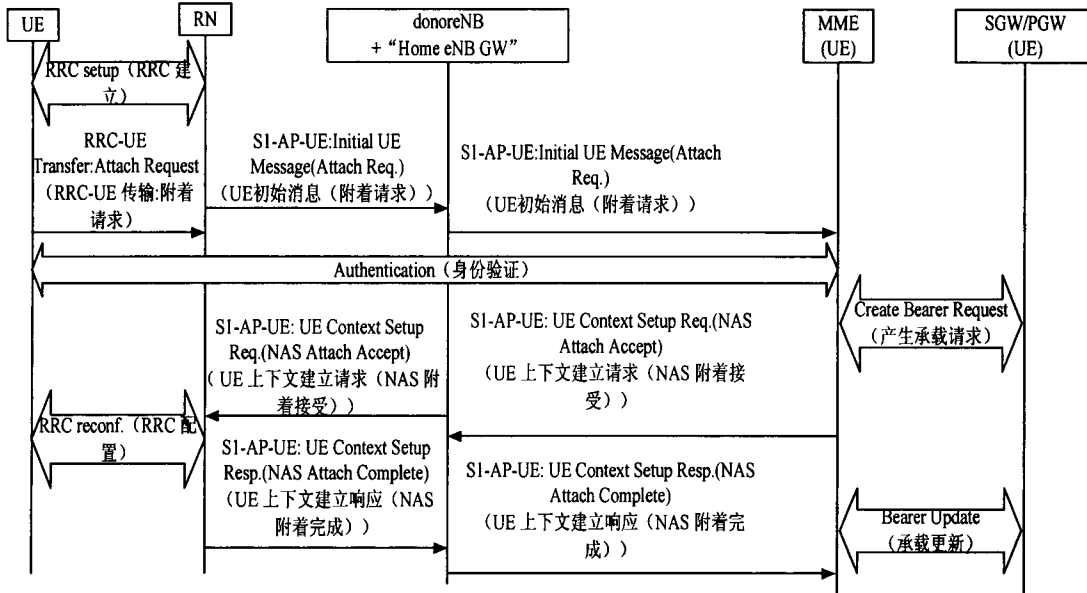 UE
RN
donoreNB
+ “Home eNB GW”
MME
(UE)
SGW/PGW
(UE)
RRC setup（RRC 建
立）
RRC-UE
Transfer:Attach Request
（RRC-UE 传输:附着
请求）
S1-AP-UE:Initial UE
Message(Attach Req.)
（UE初始消息（附着请求））
S1-AP-UE:Initial UE Message(Attach
Req.)
（UE初始消息（附着请求））
Authentication（身份验证）
Create Bearer Request
（产生承载请求）
S1-AP-UE: UE Context Setup
Req.(NAS Attach Accept)
（ UE 上下文建立请求（NAS 附
着接受））
S1-AP-UE: UE Context Setup Req.(NAS
Attach Accept)
（UE 上下文建立请求（NAS 附着接
受））
RRC reconf.（RRC 配
置）
S1-AP-UE: UE Context Setup
Resp.(NAS Attach Complete)
（UE 上下文建立响应（NAS
附着完成））
S1-AP-UE: UE Context Setup Resp.(NAS
Attach Complete)
（UE 上下文建立响应（NAS 附着完
成））
Bearer Update
（承载更新）